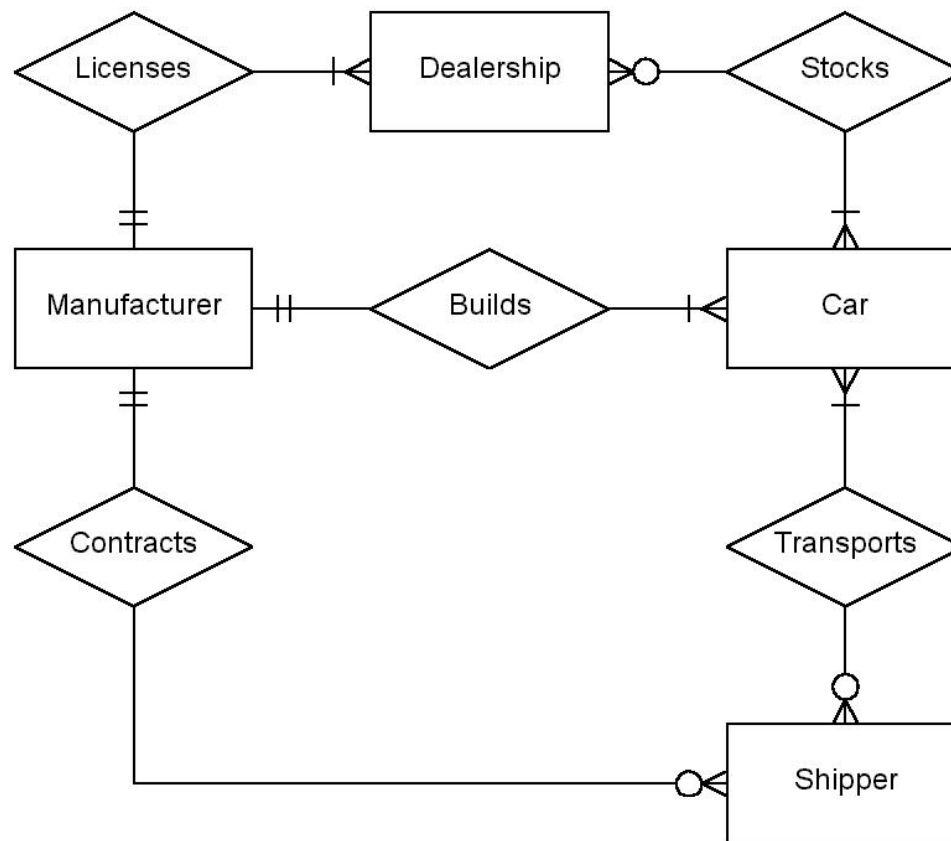 Licenses
Dealership
Stocks
Manufacturer
Builds
Car
Contracts
Transports
Shipper